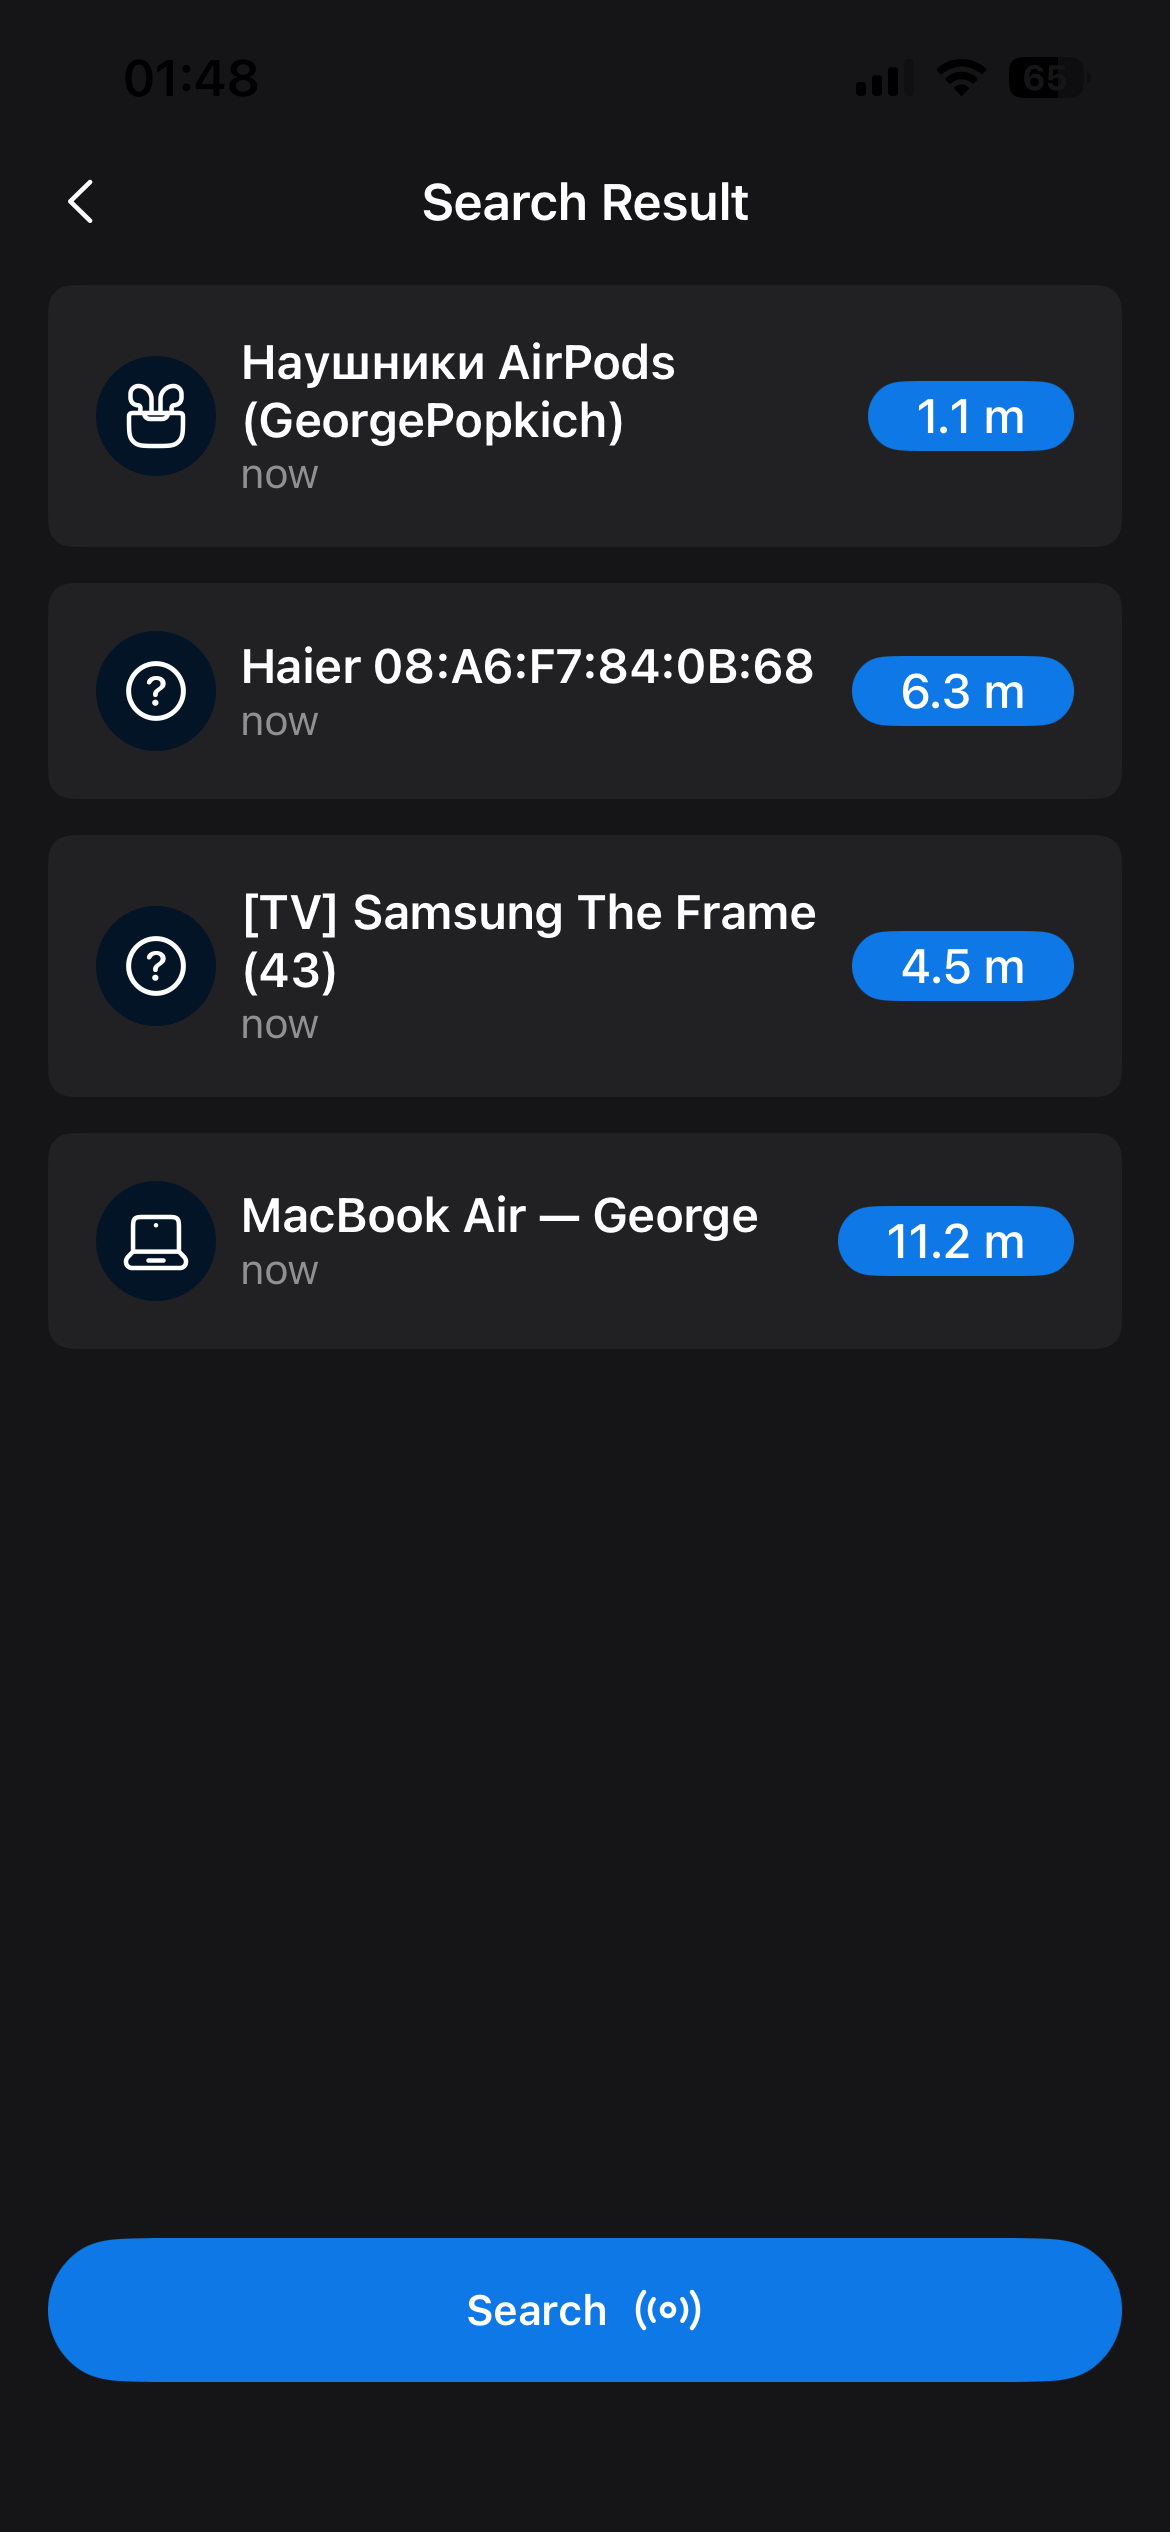 01:48
65
Search Result
Наушники AirPods
(GeorgePopkich)
now
1.1 m
Haier 08:A6:F7:84:0B:68
now
6.3 m
[TV] Samsung The Frame
(43)
now
4.5 m
MacBook Air — George
now
11.2 m
Search